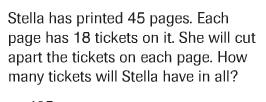 Stella has printed 45 pages. Each
page has 18 tickets on it. She will cut
apart the tickets on each page. How
many tickets will Stella have in all?